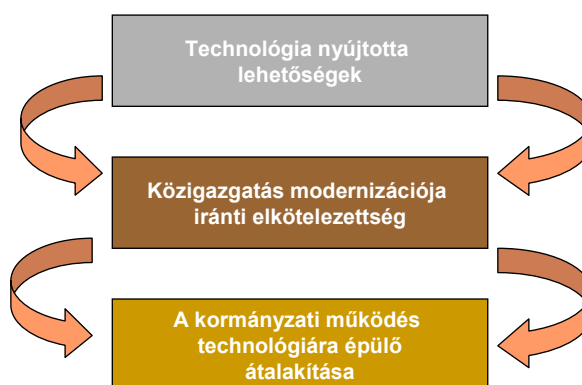 Technológia nyújtotta
lehetőségek
Közigazgatás modernizációja
iránti elkötelezettség
A kormányzati működés
technológiára épülő
átalakítása